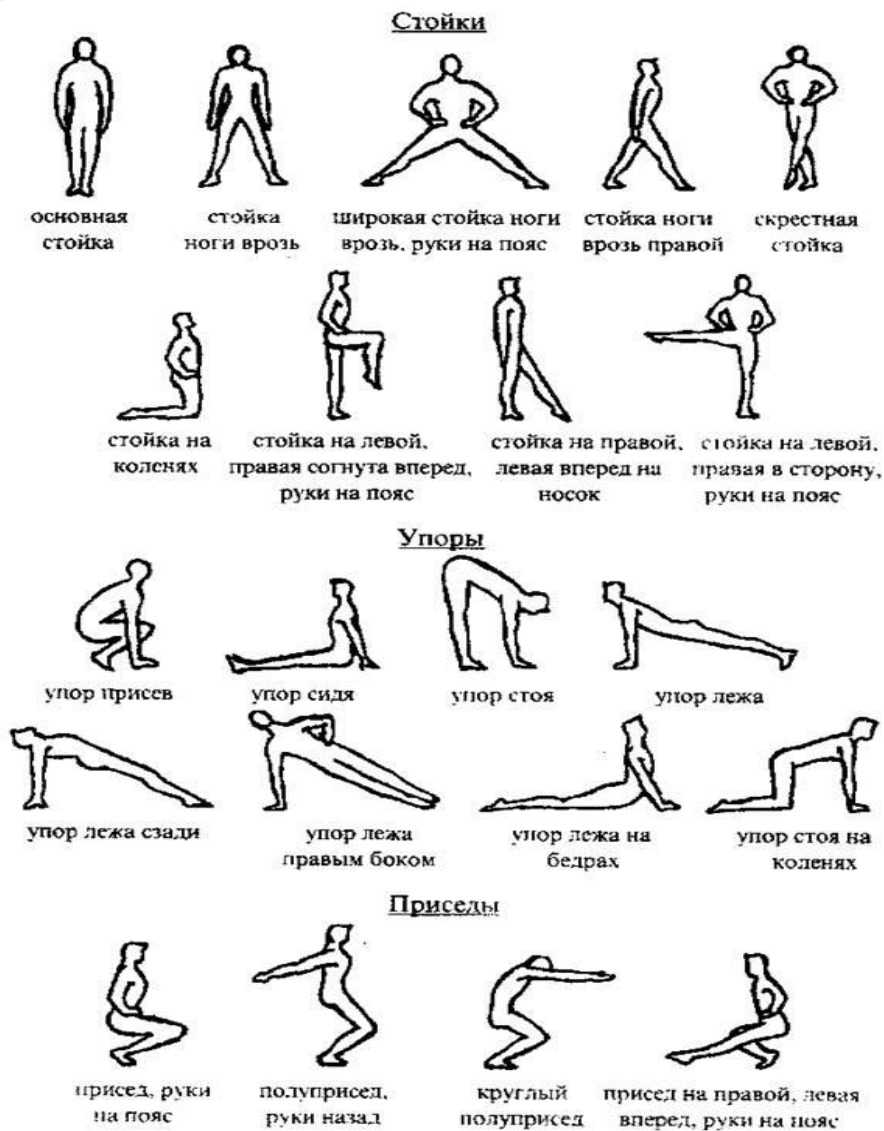 Стойки
основная
стойка
стойка
ноги врозь
широкая стойка ноги
врозь, руки на пояс
стойка ноги
врозь правой
скрестная
стойка
стойка на
коленях
стойка на левой,
правая согнута вперед,
руки на пояс
стойка на правой,
левая вперед на
носок
стойка на левой,
правая в сторону,
руки на пояс
Упоры
упор присев
упор сидя
упор стоя
упор лежа
упор лежа сзади
упор лежа
правым боком
упор лежа на
бедрах
упор стоя на
коленях
Приседы
присед, руки
на пояс
полуприсед,
руки назад
круглый
полуприсед
присед на правой, левая
вперед, руки на пояс